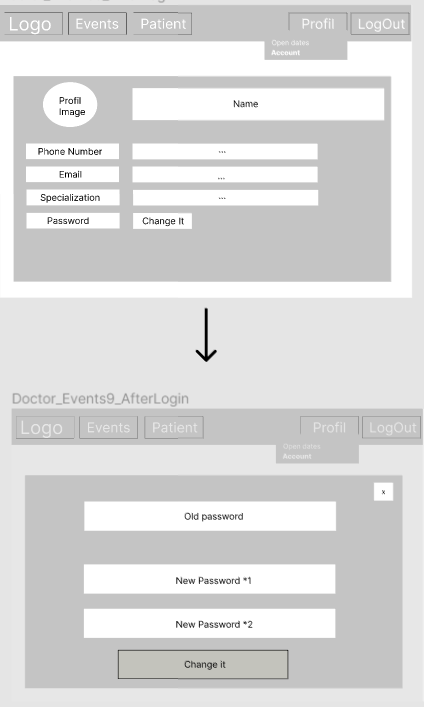 Logo Events Patient Profil LogOut
Open dates
Account
Profil
Image
Name
Phone Number ...
Email ...
Specialization ...
Password Change It
Doctor_Events9_AfterLogin
Logo Events Patient Profil LogOut
Open dates
Account
x
Old password
New Password *1
New Password *2
Change it